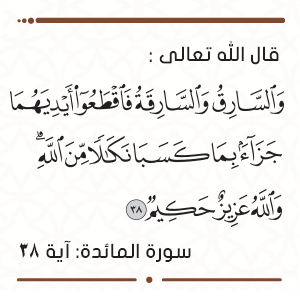 قال الله تعالى :
وَٱلسَّارِقُ وَٱلسَّارِقَةُ فَٱقْطَعُوٓا۟ أَيْدِيَهُمَا
جَزَآءًۢ بِمَا كَسَبَا نَكَٰلًا مِّنَ ٱللَّهِ ۗ
وَٱللَّهُ عَزِيزٌ حَكِيمٌ ٣٨
سورة المائدة: آية ٣٨